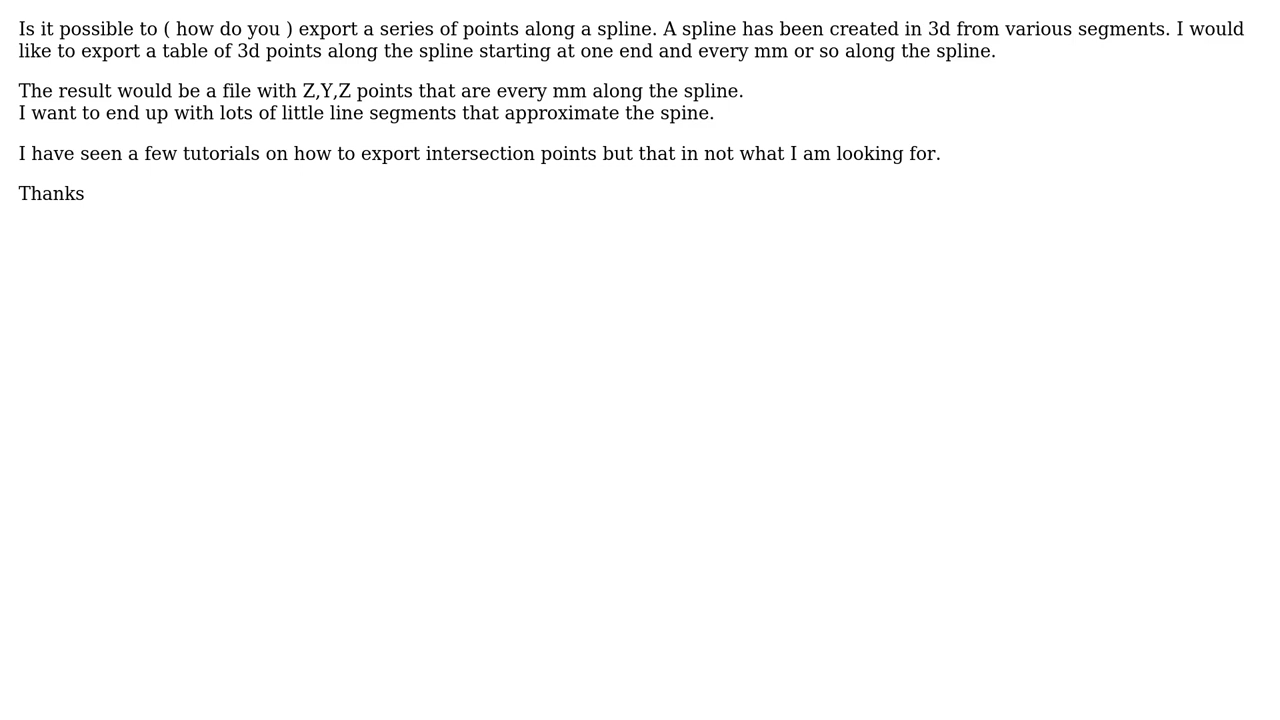 Is it possible to ( how do you ) export a series of points along a spline. A spline has been created in 3d from various segments. I would
like to export a table of 3d points along the spline starting at one end and every mm or so along the spline.
The result would be a file with Z,Y,Z points that are every mm along the spline.
I want to end up with lots of little line segments that approximate the spine.
I have seen a few tutorials on how to export intersection points but that in not what I am looking for.
Thanks